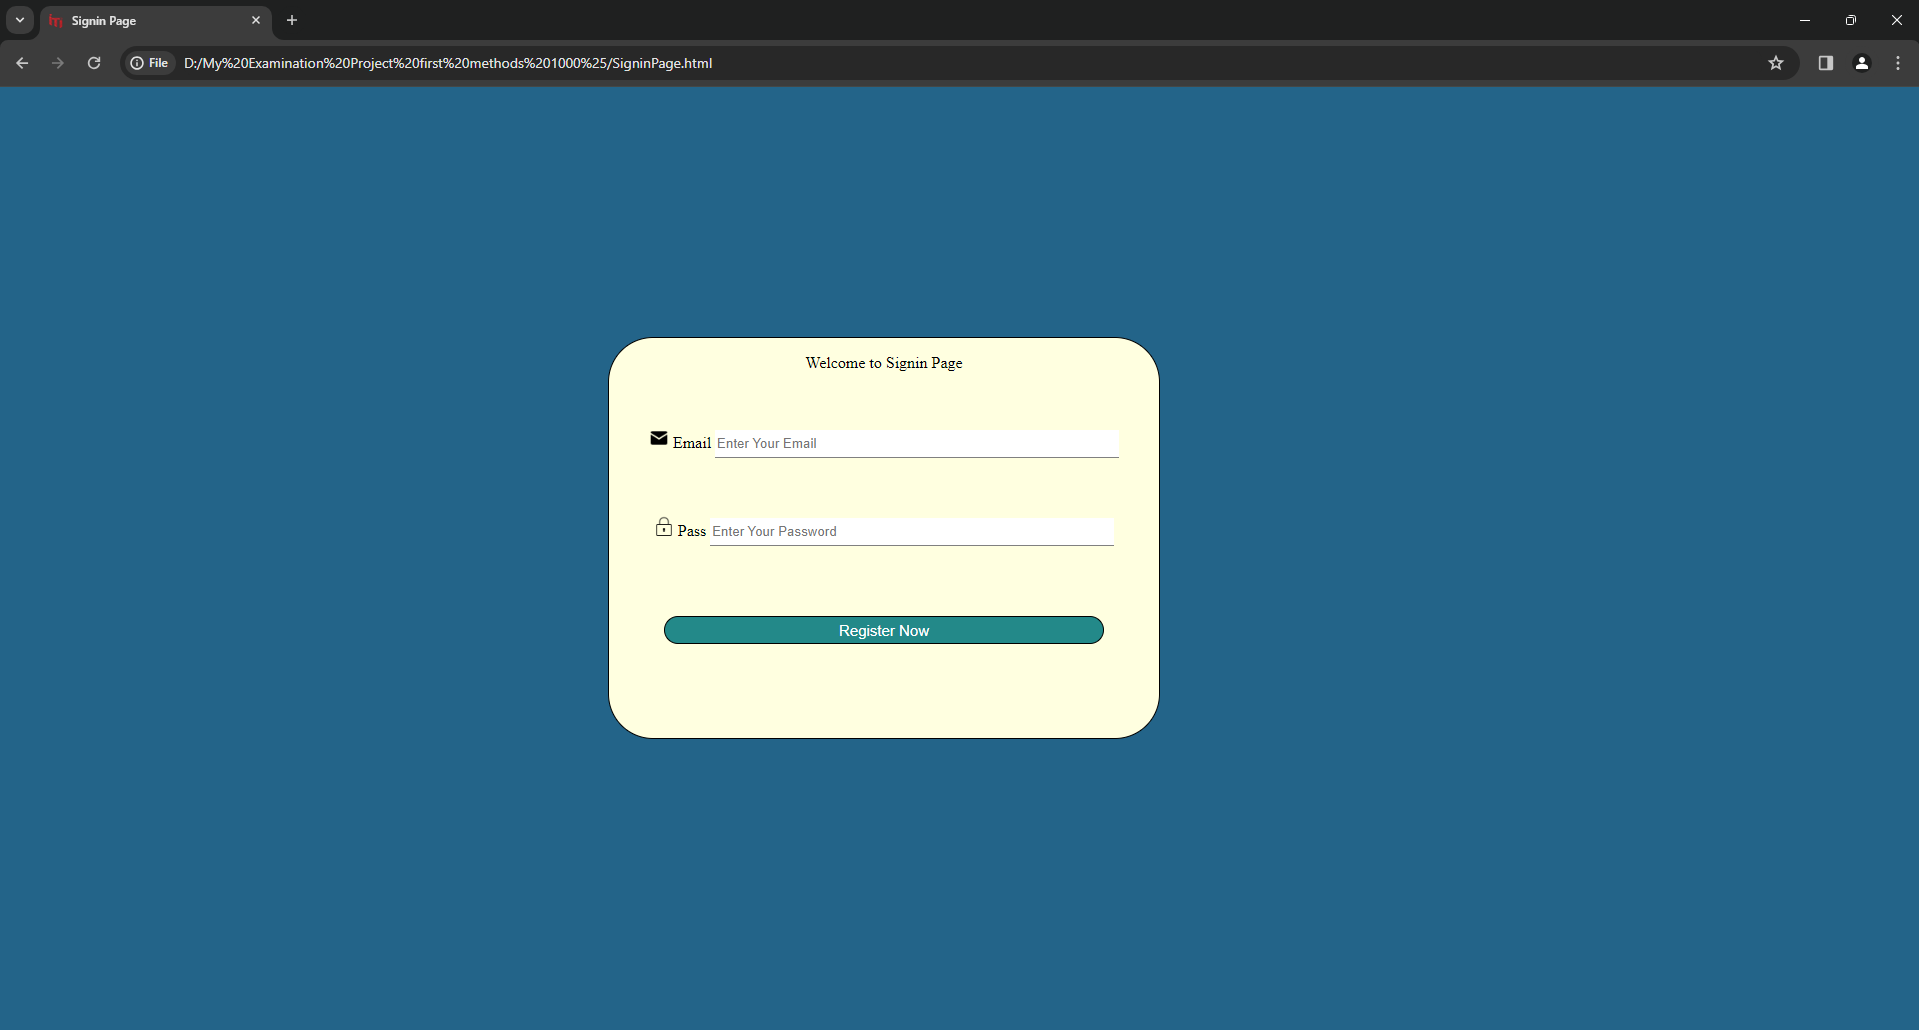 Signin Page
File D:/My%20Examination%20Project%20first%20methods%201000%25/SigninPage.html
Welcome to Signin Page
Email Enter Your Email
Pass Enter Your Password
Register Now